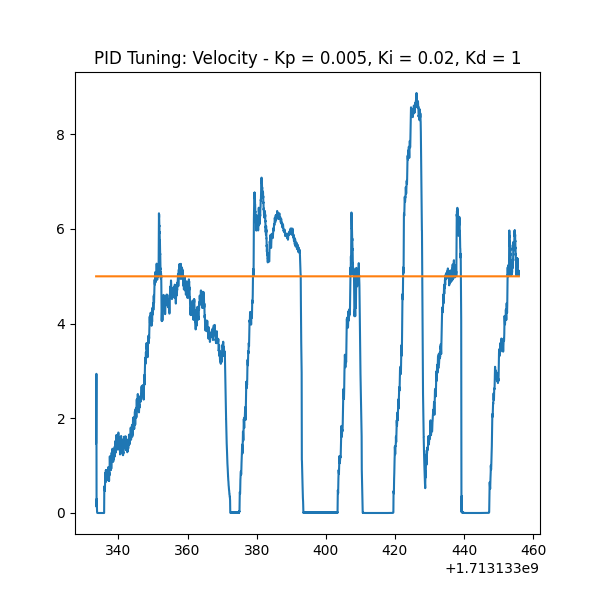 PID Tuning: Velocity - Kp = 0.005, Ki = 0.02, Kd = 1
8
6
4
2
0
340 360 380 400 420 440 460
+1.713133e9